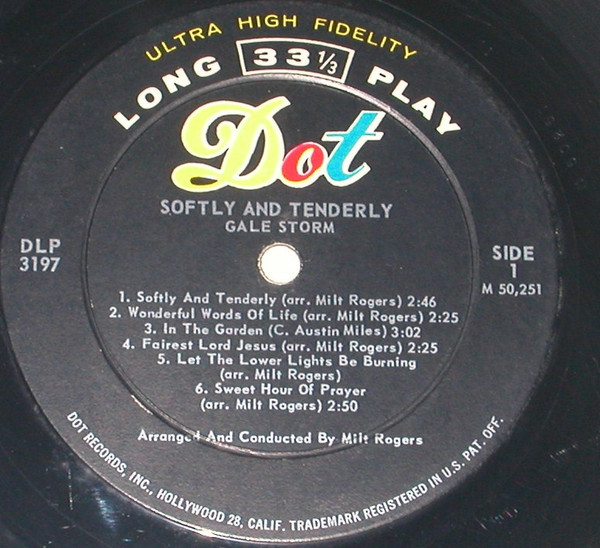 ULTRA HIGH FIDELITY
LONG 33 1/3 PLAY
Dot
SOFTLY AND TENDERLY
GALE STORM
DLP
3197
SIDE
1
M 50,251
1. Softly And Tenderly (arr. Milt Rogers) 2:46
2. Wonderful Words Of Life (arr. Milt Rogers) 2:25
3. In The Garden (C. Austin Miles) 3:02
4. Fairest Lord Jesus (arr. Milt Rogers) 2:25
5. Let The Lower Lights Be Burning
(arr. Milt Rogers)
6. Sweet Hour Of Prayer
(arr. Milt Rogers) 2:50
Arranged And Conducted By Milt Rogers
DOT RECORDS, INC., HOLLYWOOD 28, CALIF. TRADEMARK REGISTERED IN U.S. PAT. OFF.